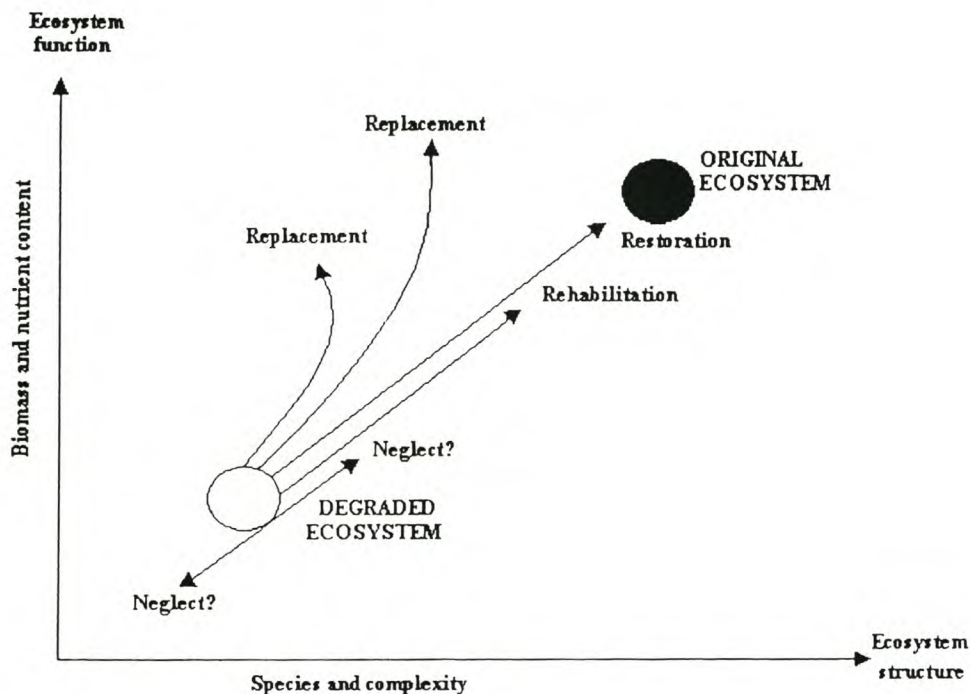 Ecosystem
function
Replacement
ORIGINAL
ECOSYSTEM
Replacement
Restoration
Rehabilitation
Biomass and nutrient content
Neglect?
DEGRADED
ECOSYSTEM
Neglect?
Ecosystem
structure
Species and complexity